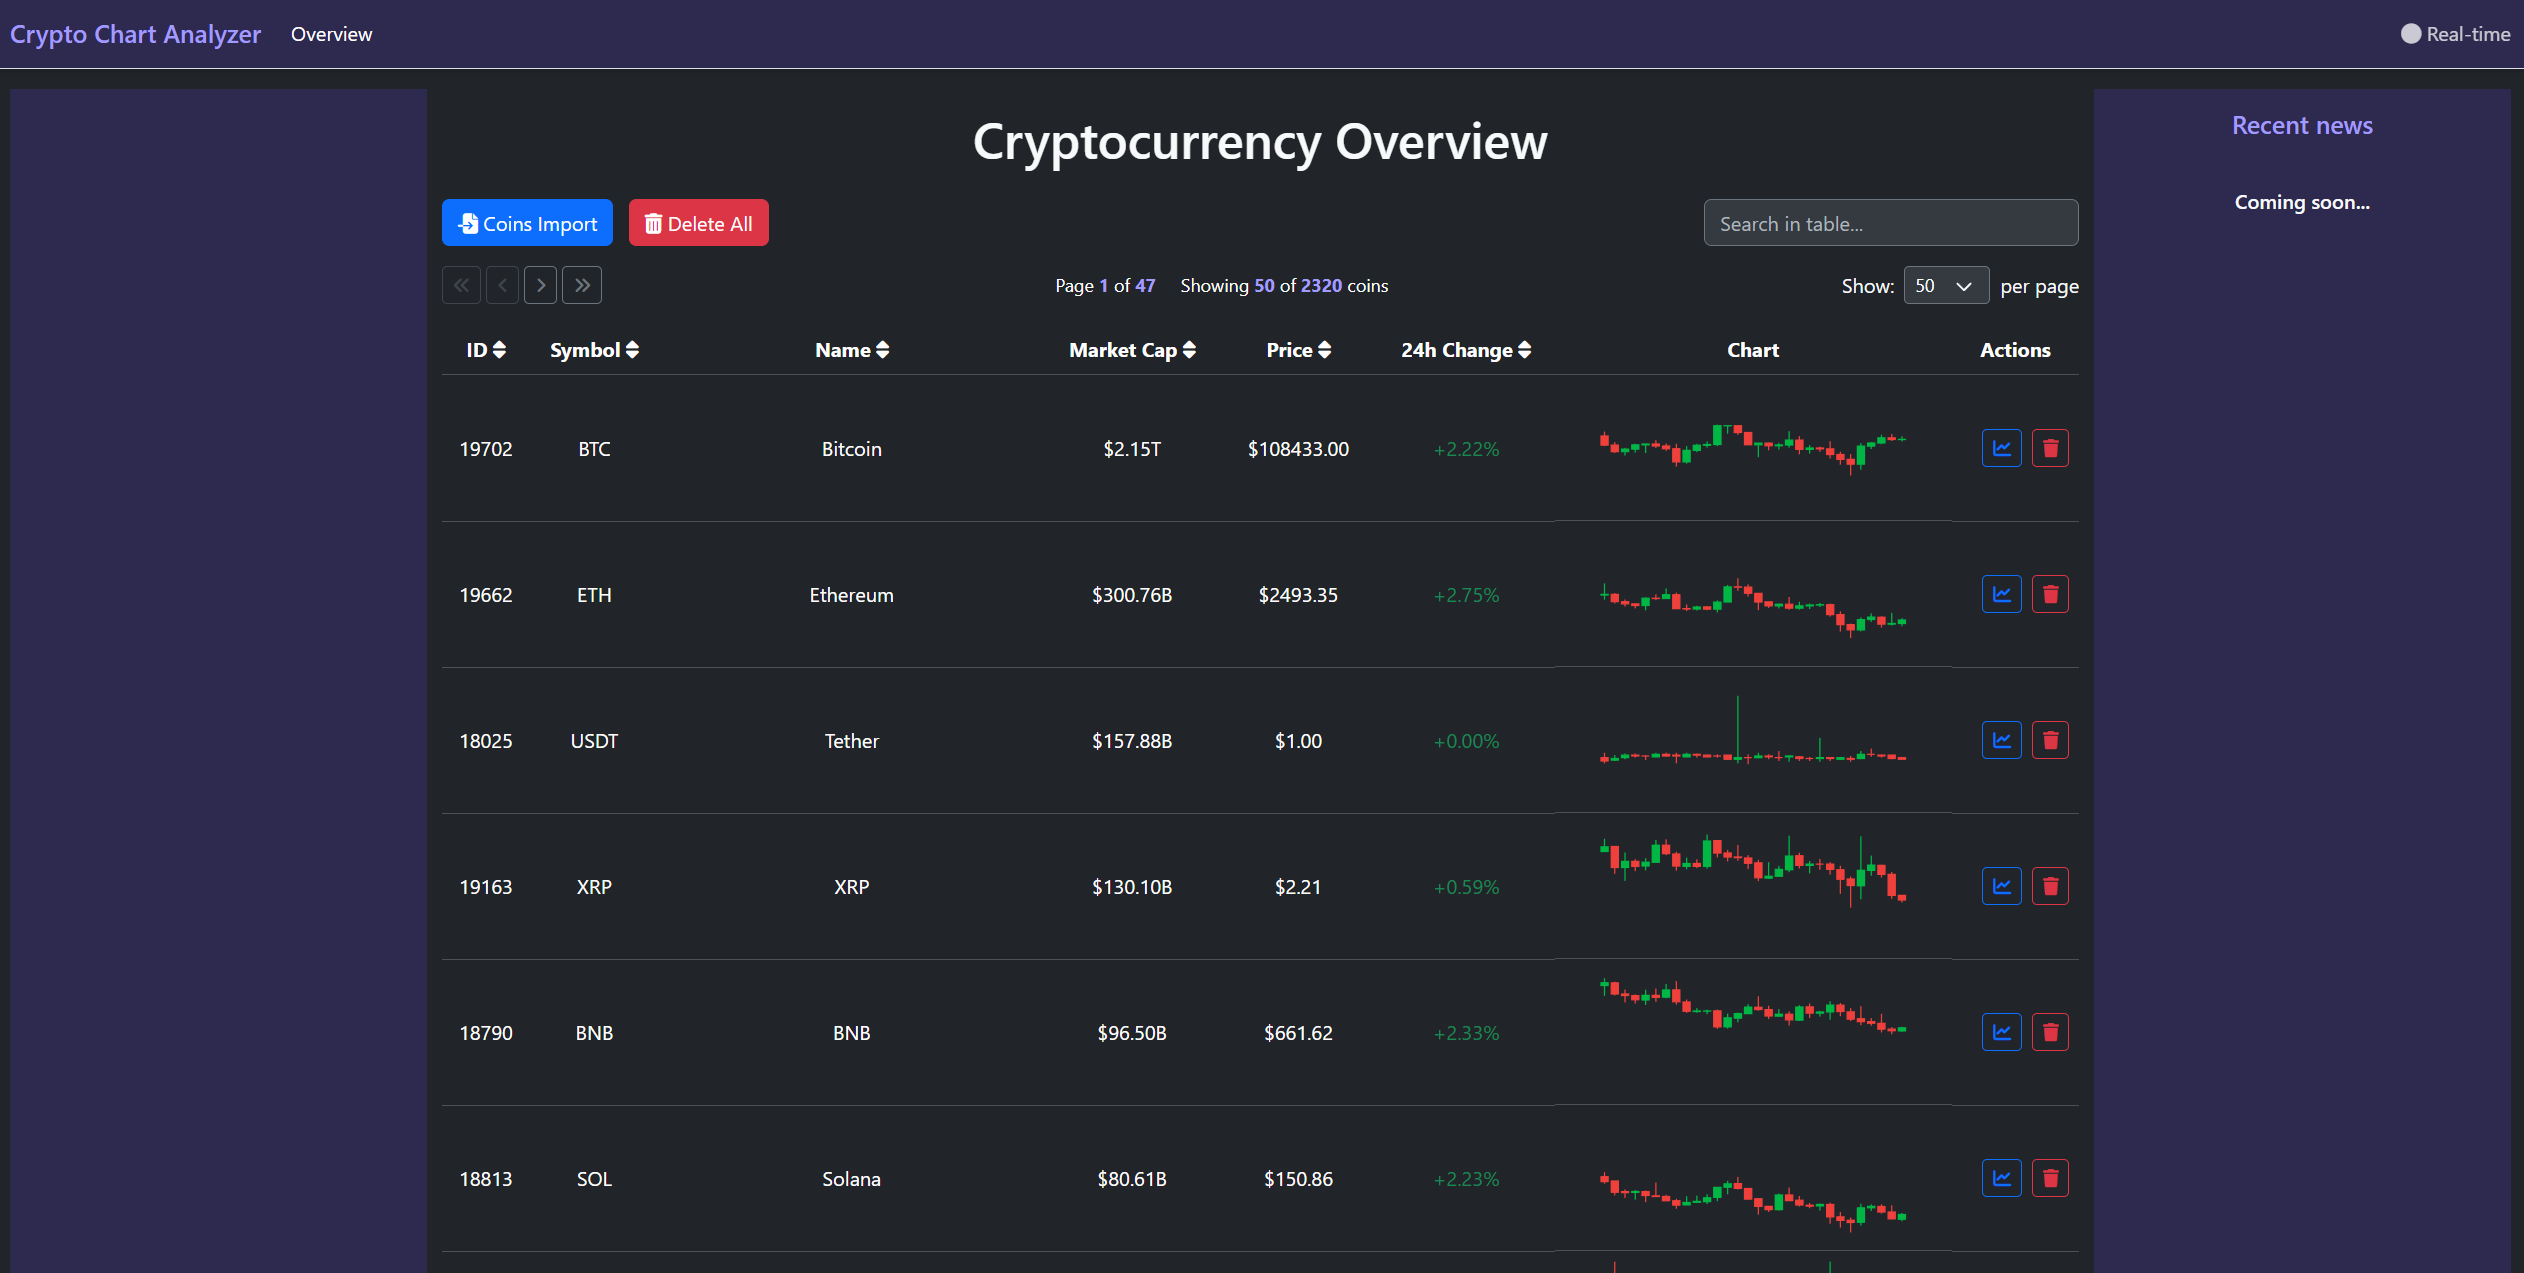 Crypto Chart Analyzer Overview Real-time
Cryptocurrency Overview
Recent news
Coming soon...
Coins Import Delete All Search in table...
Page 1 of 47 Showing 50 of 2320 coins Show: 50 per page
ID Symbol Name Market Cap Price 24h Change Chart Actions
19702 BTC Bitcoin $2.15T $108433.00 +2.22%
19662 ETH Ethereum $300.76B $2493.35 +2.75%
18025 USDT Tether $157.88B $1.00 +0.00%
19163 XRP XRP $130.10B $2.21 +0.59%
18790 BNB BNB $96.50B $661.62 +2.33%
18813 SOL Solana $80.61B $150.86 +2.23%